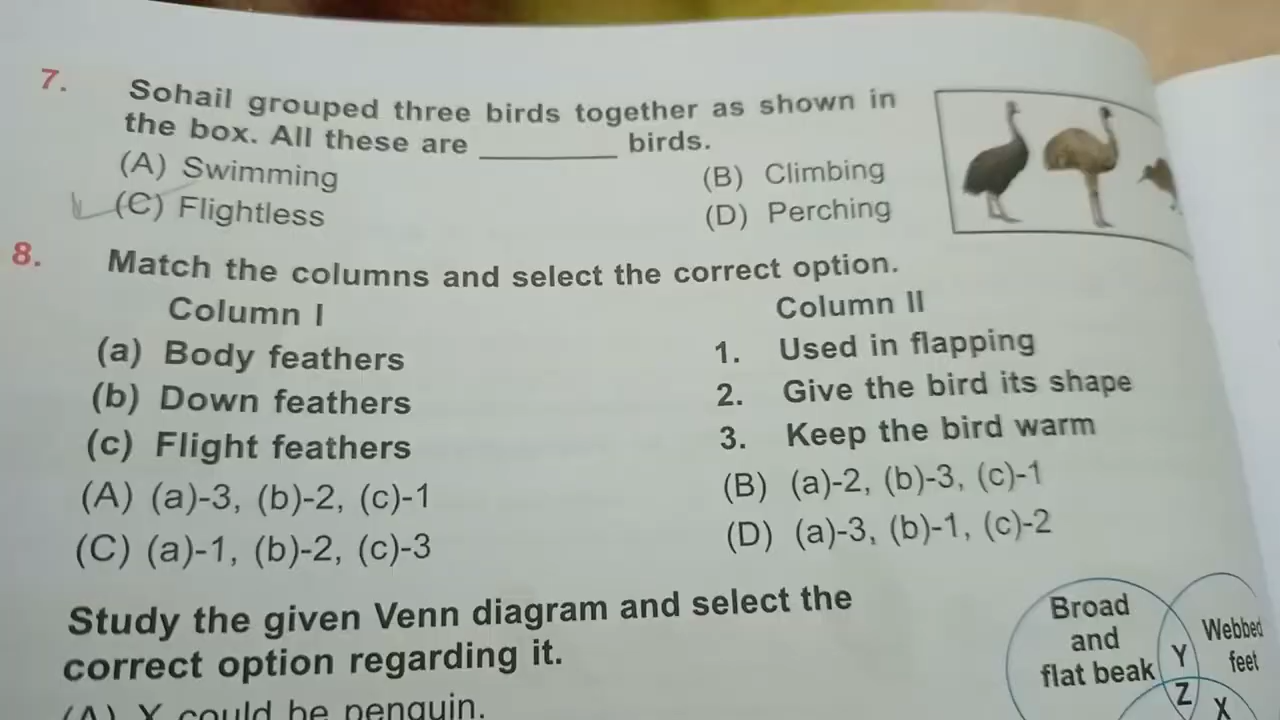 7. Sohail grouped three birds together as shown in
the box. All these are ________ birds.
(A) Swimming (B) Climbing
(C) Flightless (D) Perching
8. Match the columns and select the correct option.
Column I Column II
(a) Body feathers 1. Used in flapping
(b) Down feathers 2. Give the bird its shape
(c) Flight feathers 3. Keep the bird warm
(A) (a)-3, (b)-2, (c)-1 (B) (a)-2, (b)-3, (c)-1
(C) (a)-1, (b)-2, (c)-3 (D) (a)-3, (b)-1, (c)-2
Study the given Venn diagram and select the
correct option regarding it.
(A) Y could be penguin.
Broad
and
flat beak
Webbed
feet
Y
Z
X